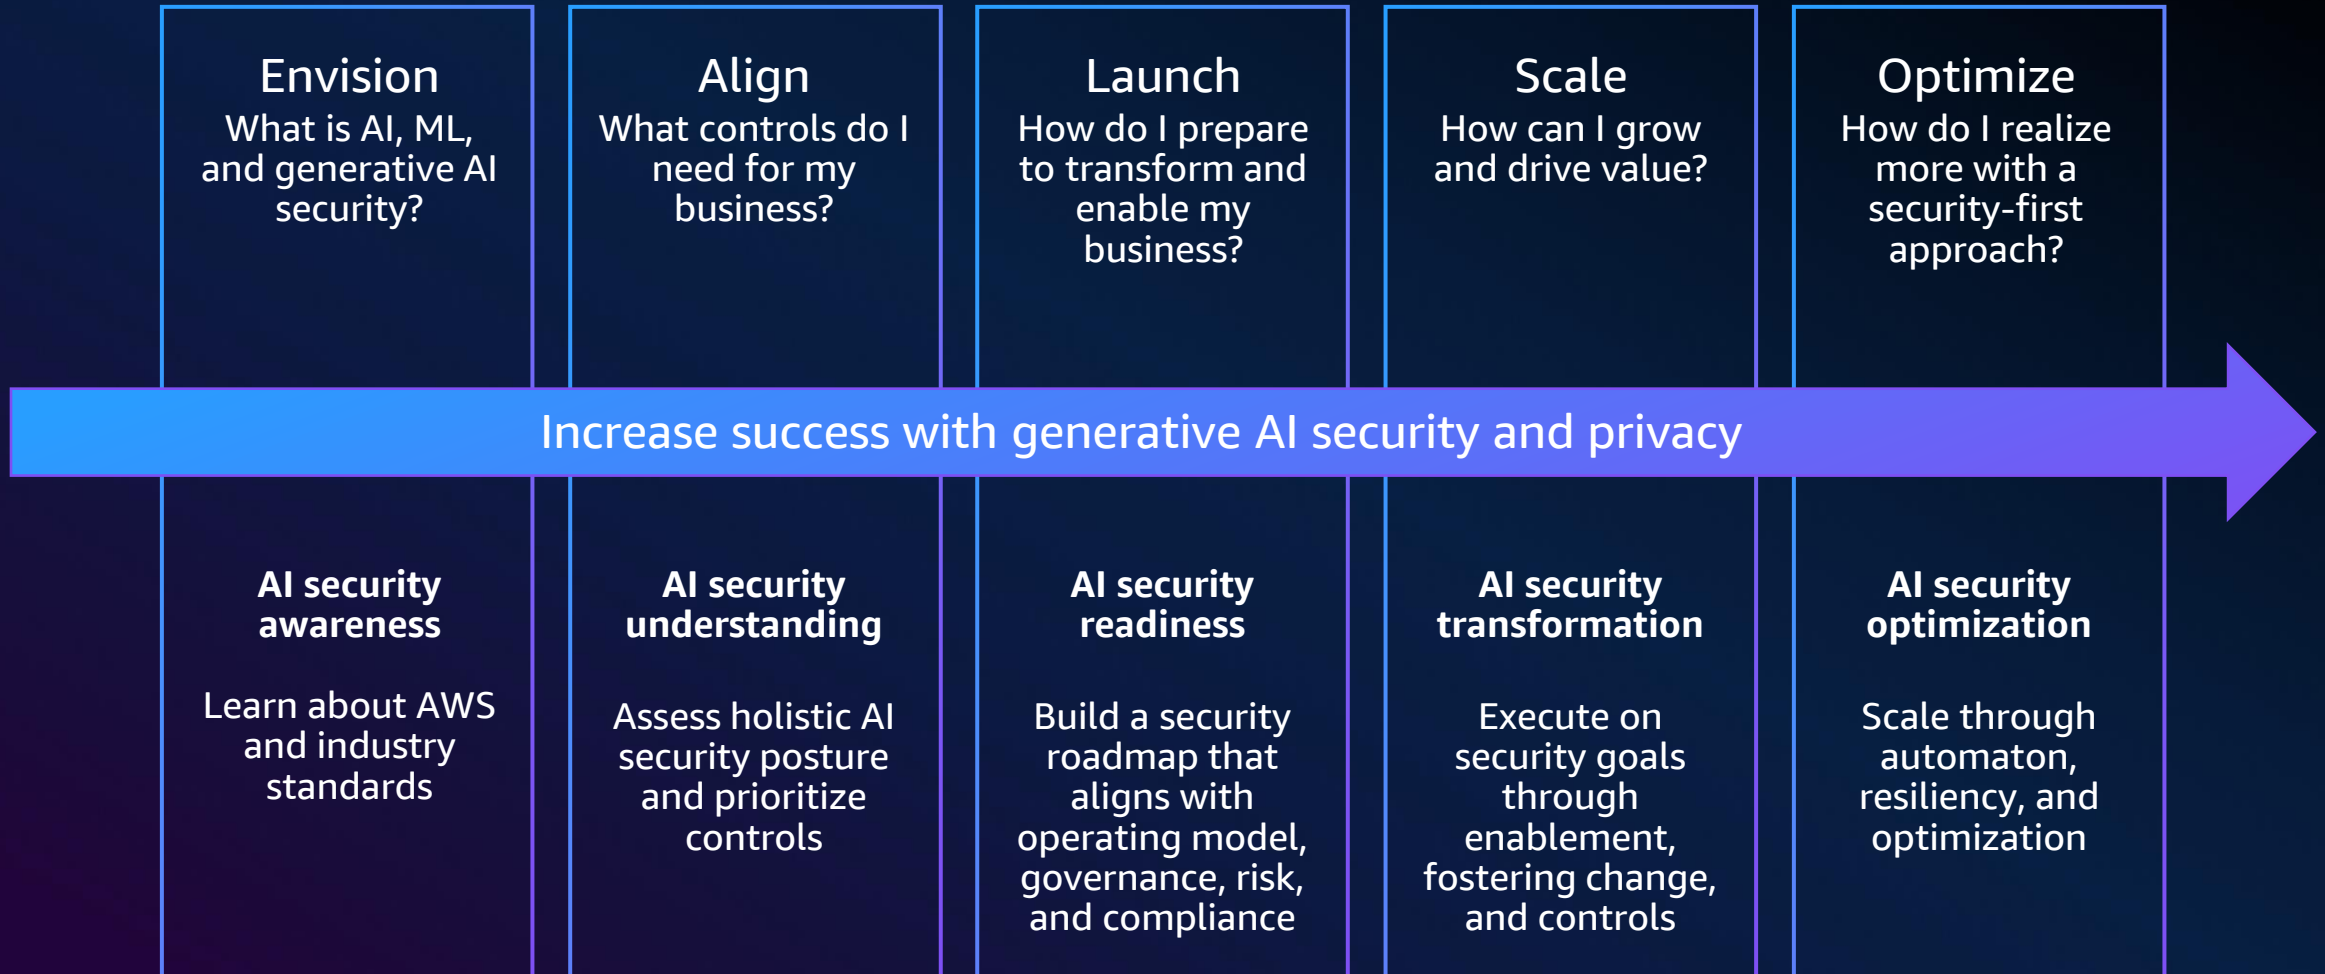 Envision
What is AI, ML,
and generative AI
security?
Align
What controls do I
need for my
business?
Launch
How do I prepare
to transform and
enable my
business?
Scale
How can I grow
and drive value?
Optimize
How do I realize
more with a
security-first
approach?
Increase success with generative AI security and privacy
AI security
awareness
Learn about AWS
and industry
standards
AI security
understanding
Assess holistic AI
security posture
and prioritize
controls
AI security
readiness
Build a security
roadmap that
aligns with
operating model,
governance, risk,
and compliance
AI security
transformation
Execute on
security goals
through
enablement,
fostering change,
and controls
AI security
optimization
Scale through
automaton,
resiliency, and
optimization